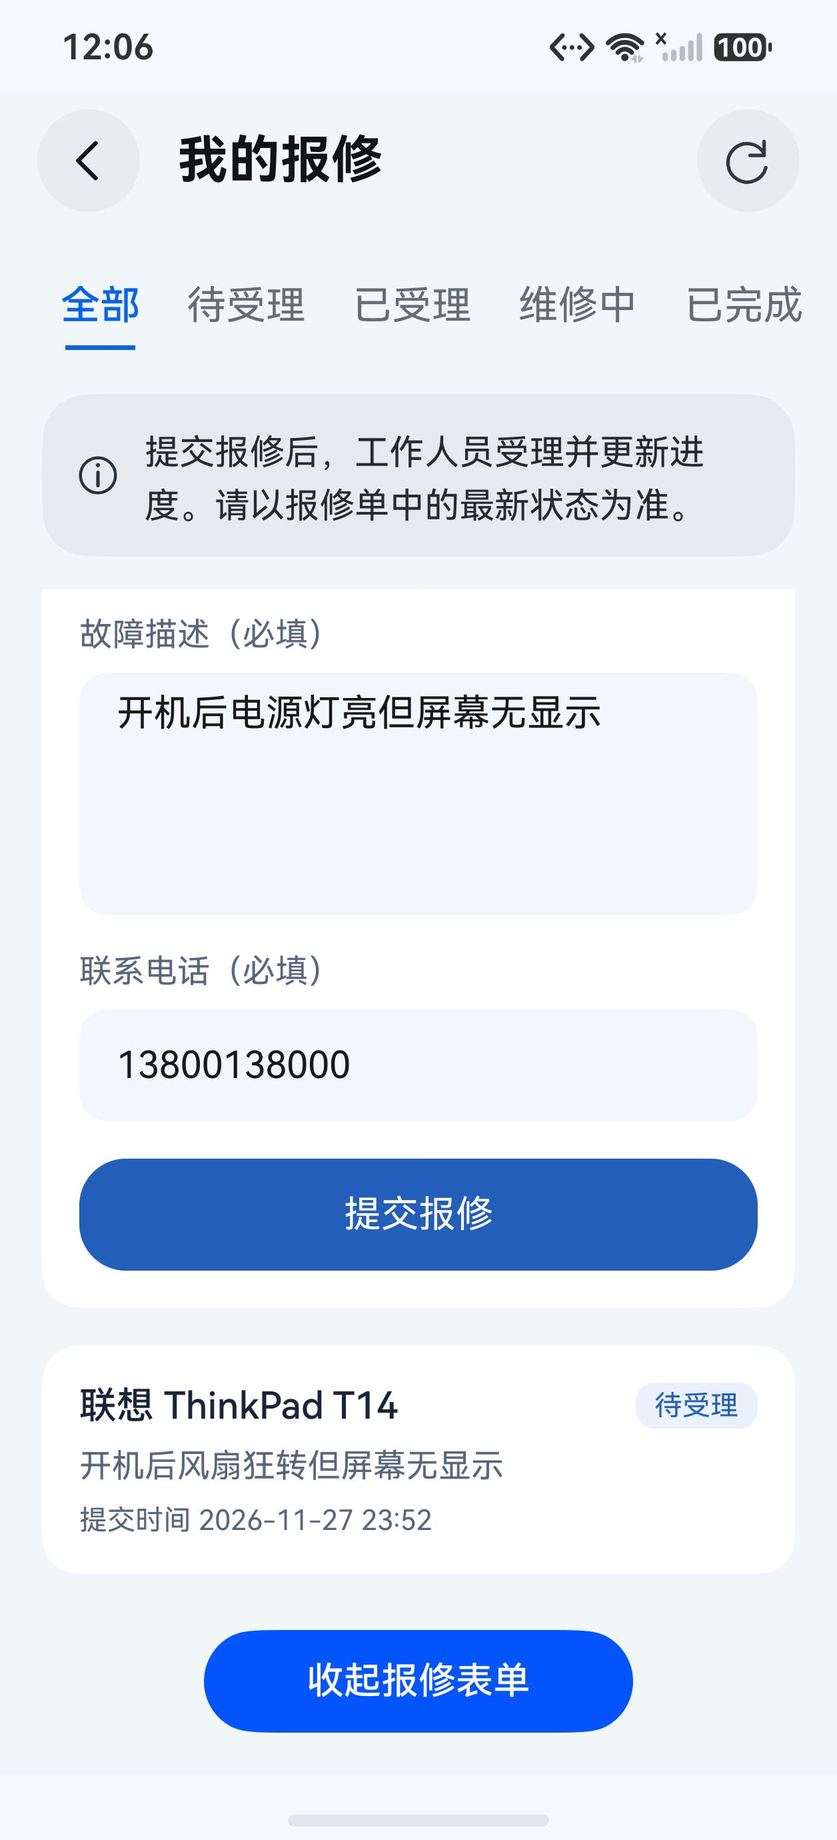 12:06
100
我的报修
全部 待受理 已受理 维修中 已完成
提交报修后，工作人员受理并更新进
度。请以报修单中的最新状态为准。
故障描述（必填）
开机后电源灯亮但屏幕无显示
联系电话（必填）
13800138000
提交报修
联想 ThinkPad T14
待受理
开机后风扇狂转但屏幕无显示
提交时间 2026-11-27 23:52
收起报修表单